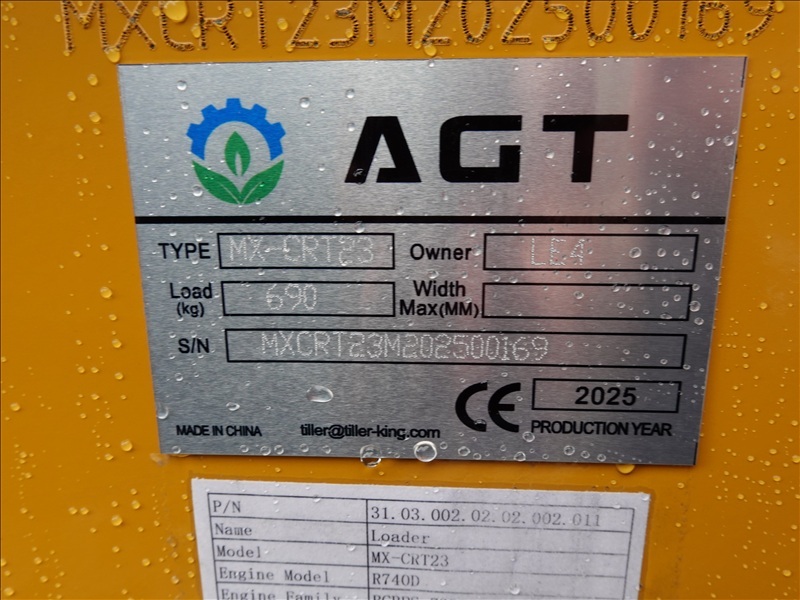 MXCRT23M202500169
AGT
TYPE MX-CRT23 Owner LE4
Load (kg) 690 Width Max(MM)
S/N MXCRT23M202500169
CE 2025
MADE IN CHINA tiller@tiller-king.com PRODUCTION YEAR
P/N 31.03.002.02.02.002.011
Name Loader
Model MX-CRT23
Engine Model R740D
Engine Family